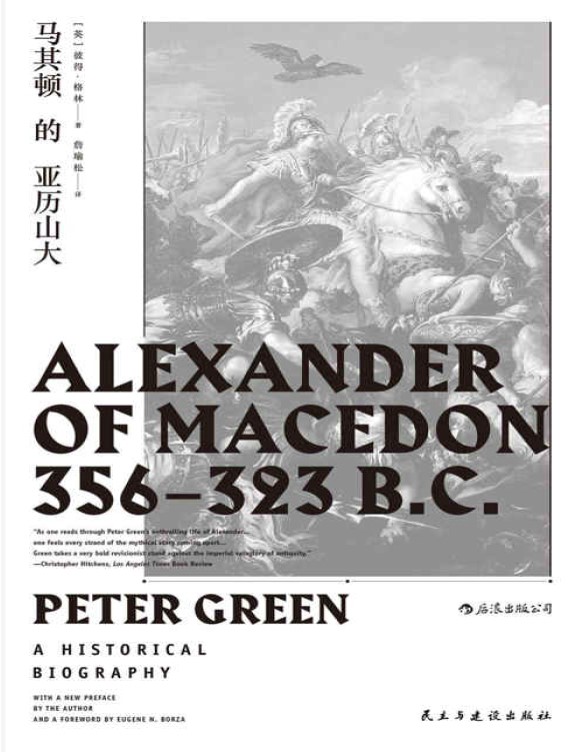 马其顿 的 亚历山大
[英]彼得·格林——著 詹瑜松——译
ALEXANDER
OF MACEDON
356–323 B.C.
"As one reads through Peter Green's enthralling life of Alexander...
one feels every strand of the mythical story coming apart...
Green takes a very bold revisionist stand against the imperial vainglory of antiquity."
—Christopher Hitchens, Los Angeles Times Book Review
PETER GREEN
后浪出版公司
A HISTORICAL
BIOGRAPHY
WITH A NEW PREFACE
BY THE AUTHOR
AND A FOREWORD BY EUGENE N. BORZA
民主与建设出版社